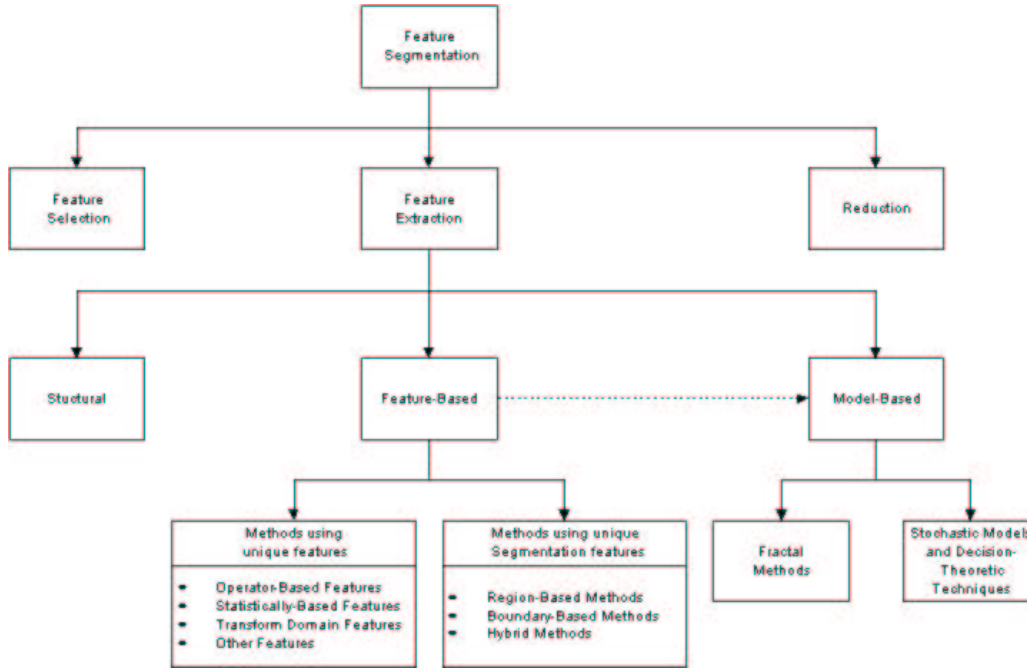 Feature
Segmentation
Feature
Selection
Feature
Extraction
Reduction
Stuctural
Feature-Based
Model-Based
Methods using
unique features
• Operator-Based Features
• Statistically-Based Features
• Transform Domain Features
• Other Features
Methods using unique
Segmentation features
• Region-Based Methods
• Boundary-Based Methods
• Hybrid Methods
Fractal
Methods
Stochastic Models
and Decision-
Theoretic
Techniques